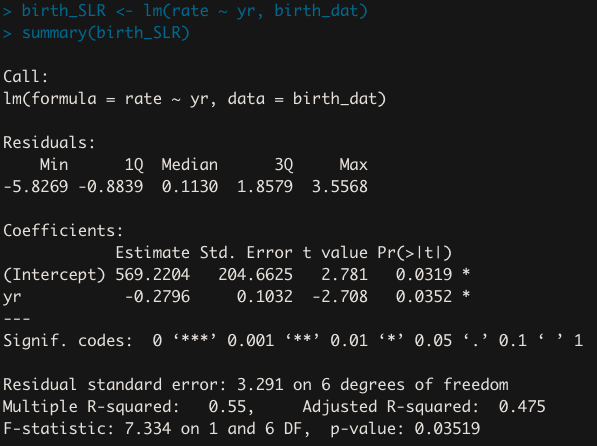 > birth_SLR <- lm(rate ~ yr, birth_dat)
> summary(birth_SLR)

Call:
lm(formula = rate ~ yr, data = birth_dat)

Residuals:
    Min      1Q  Median      3Q     Max
-5.8269 -0.8839  0.1130  1.8579  3.5568

Coefficients:
            Estimate Std. Error t value Pr(>|t|)
(Intercept) 569.2204   204.6625   2.781   0.0319 *
yr           -0.2796     0.1032  -2.708   0.0352 *
---
Signif. codes:  0 ‘***’ 0.001 ‘**’ 0.01 ‘*’ 0.05 ‘.’ 0.1 ‘ ’ 1

Residual standard error: 3.291 on 6 degrees of freedom
Multiple R-squared:   0.55,	Adjusted R-squared:  0.475
F-statistic: 7.334 on 1 and 6 DF,  p-value: 0.03519